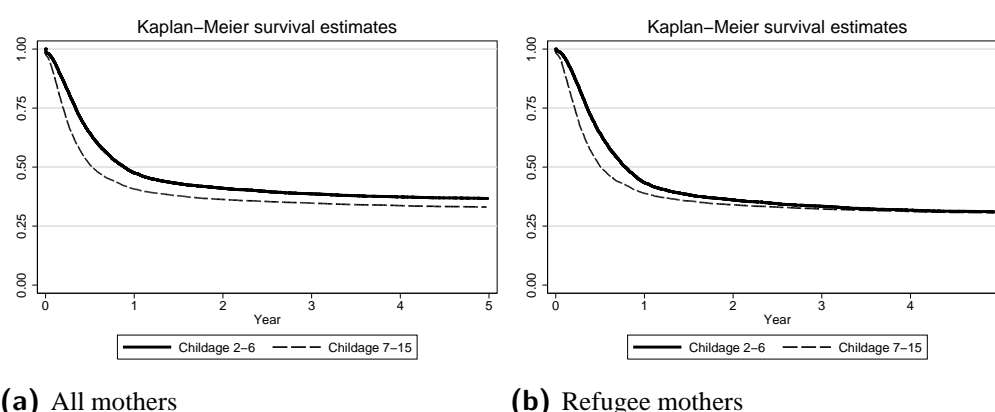 Kaplan−Meier survival estimates
1.00
0.75
0.50
0.25
0.00
0 1 2 3 4 5
Year
Childage 2−6 Childage 7−15
(a) All mothers
Kaplan−Meier survival estimates
1.00
0.75
0.50
0.25
0.00
0 1 2 3 4
Year
Childage 2−6 Childage 7−15
(b) Refugee mothers